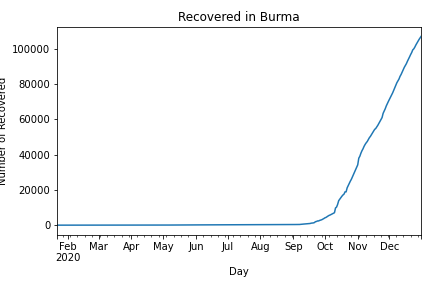 Recovered in Burma
Number of Recovered
100000
80000
60000
40000
20000
0
Feb Mar Apr May Jun Jul Aug Sep Oct Nov Dec
2020
Day